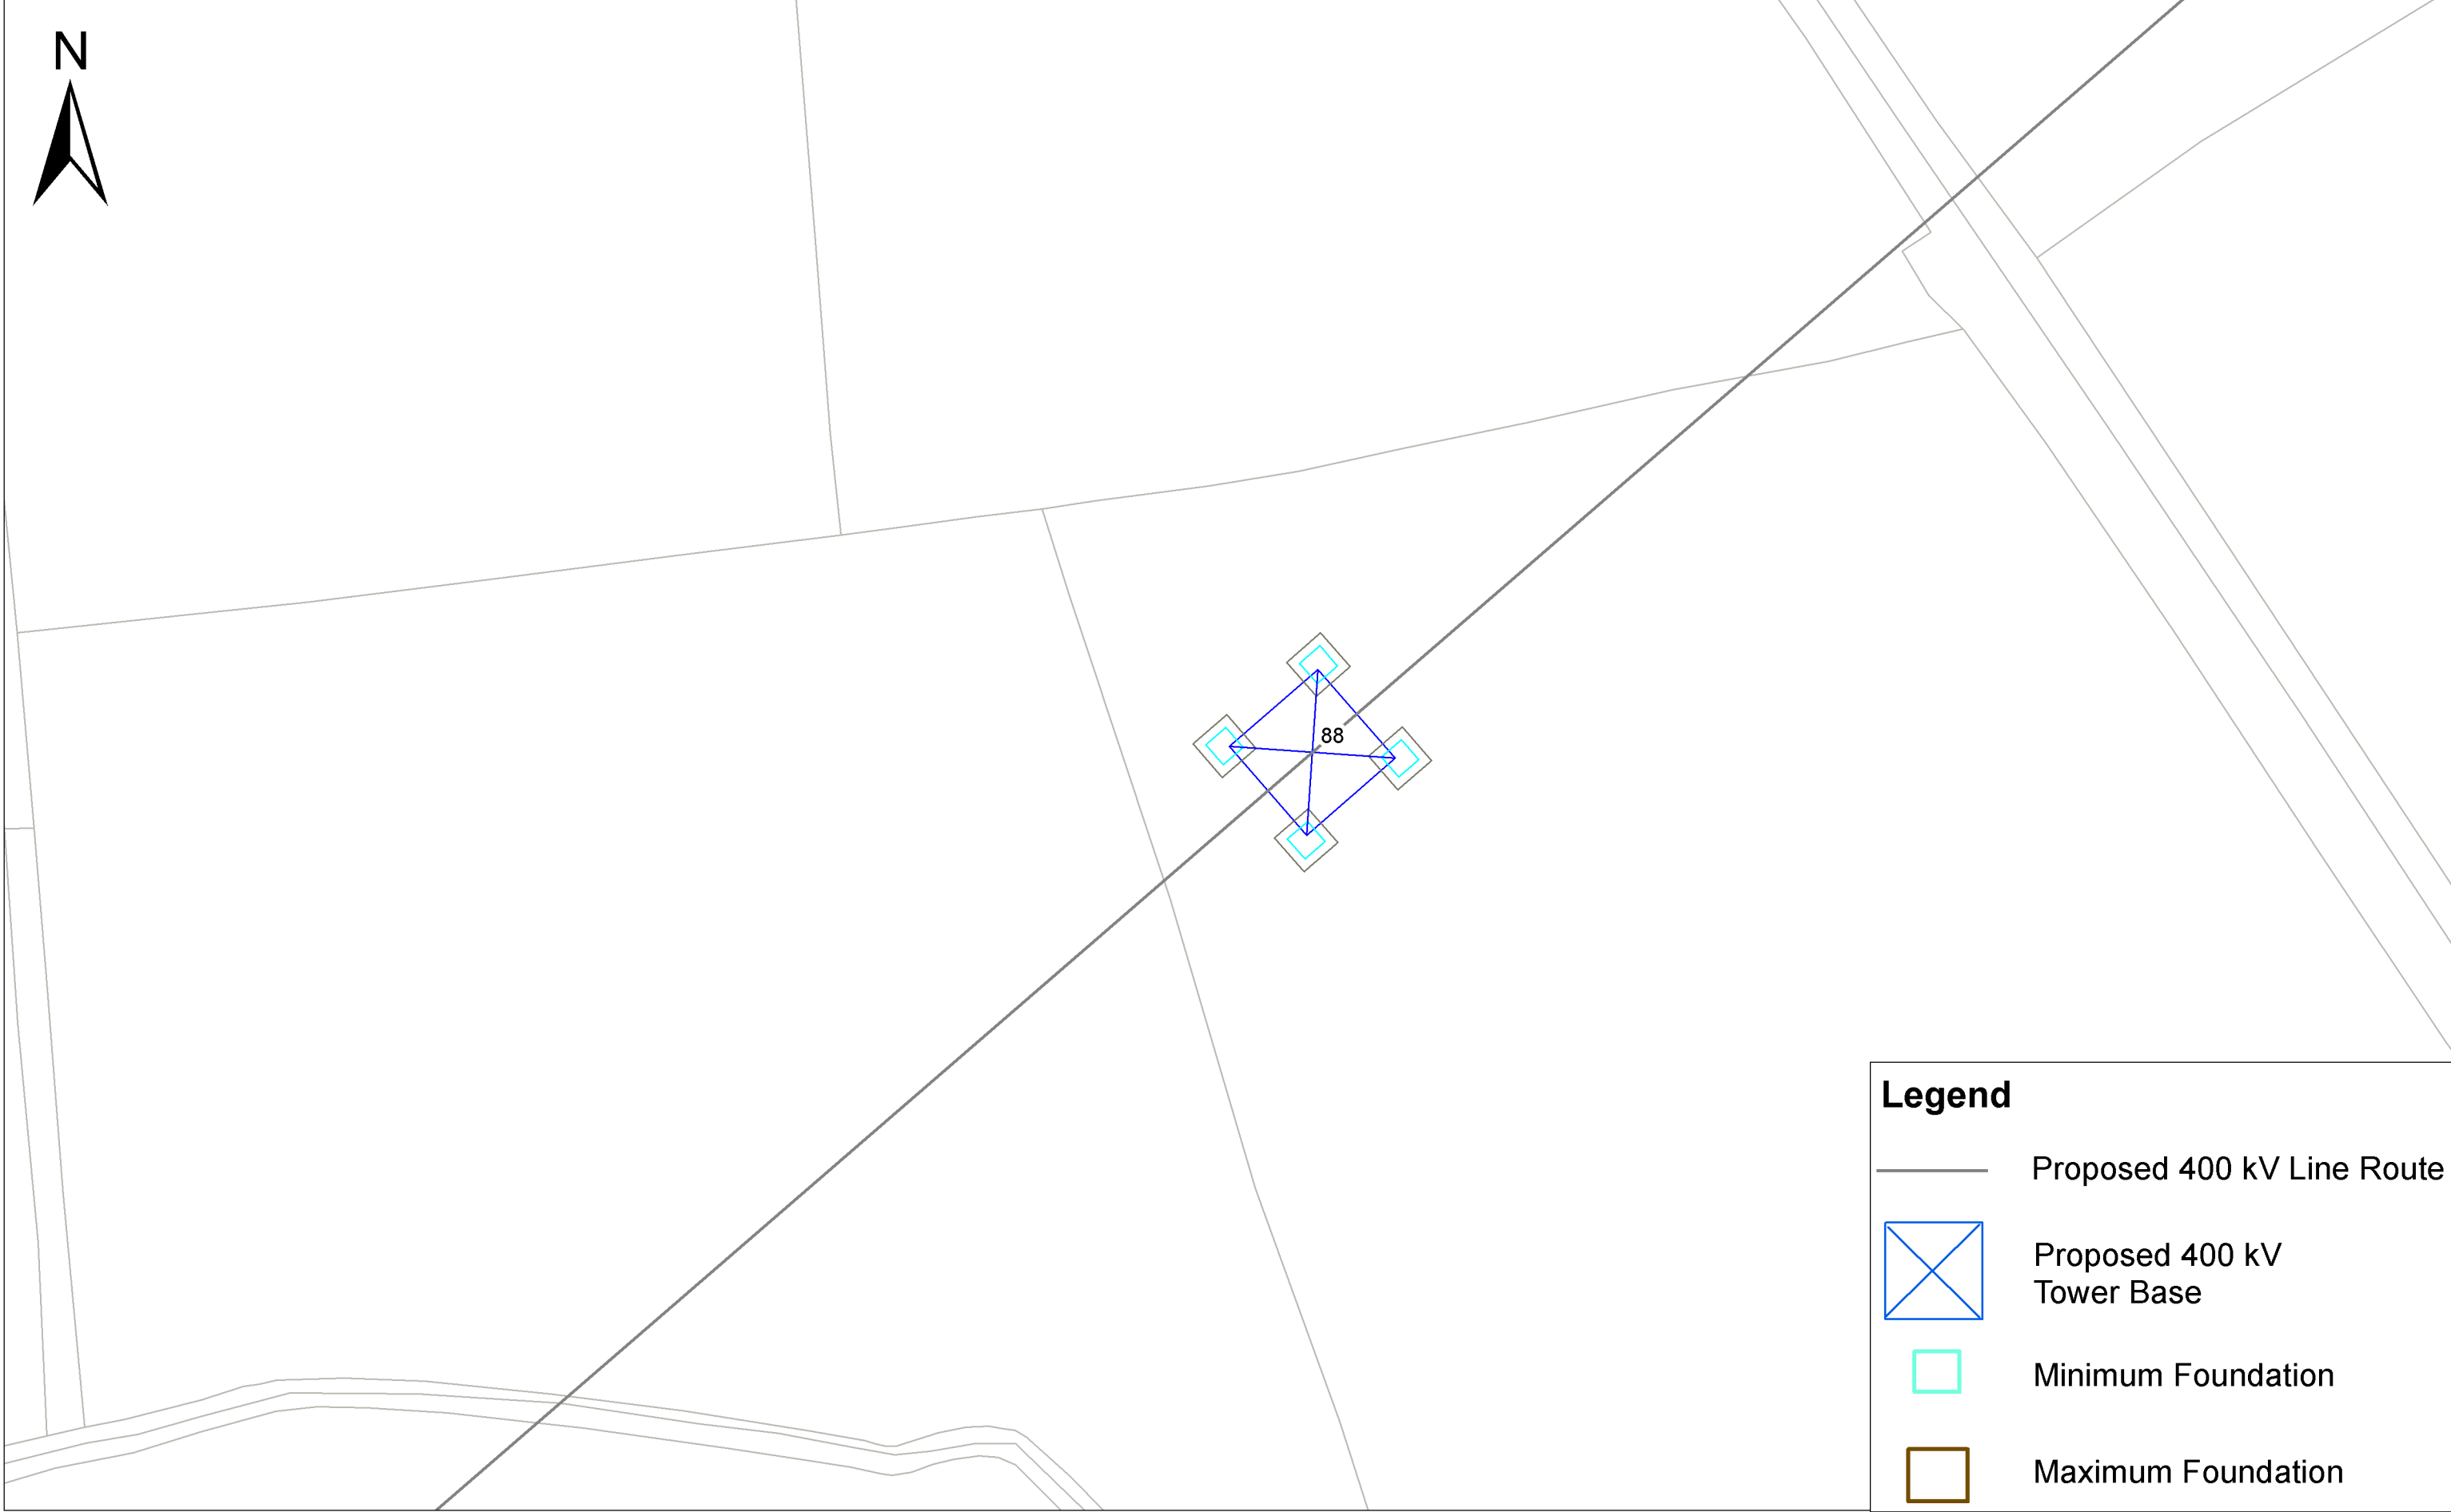 N
88
Legend
Proposed 400 kV Line Route
Proposed 400 kV
Tower Base
Minimum Foundation
Maximum Foundation